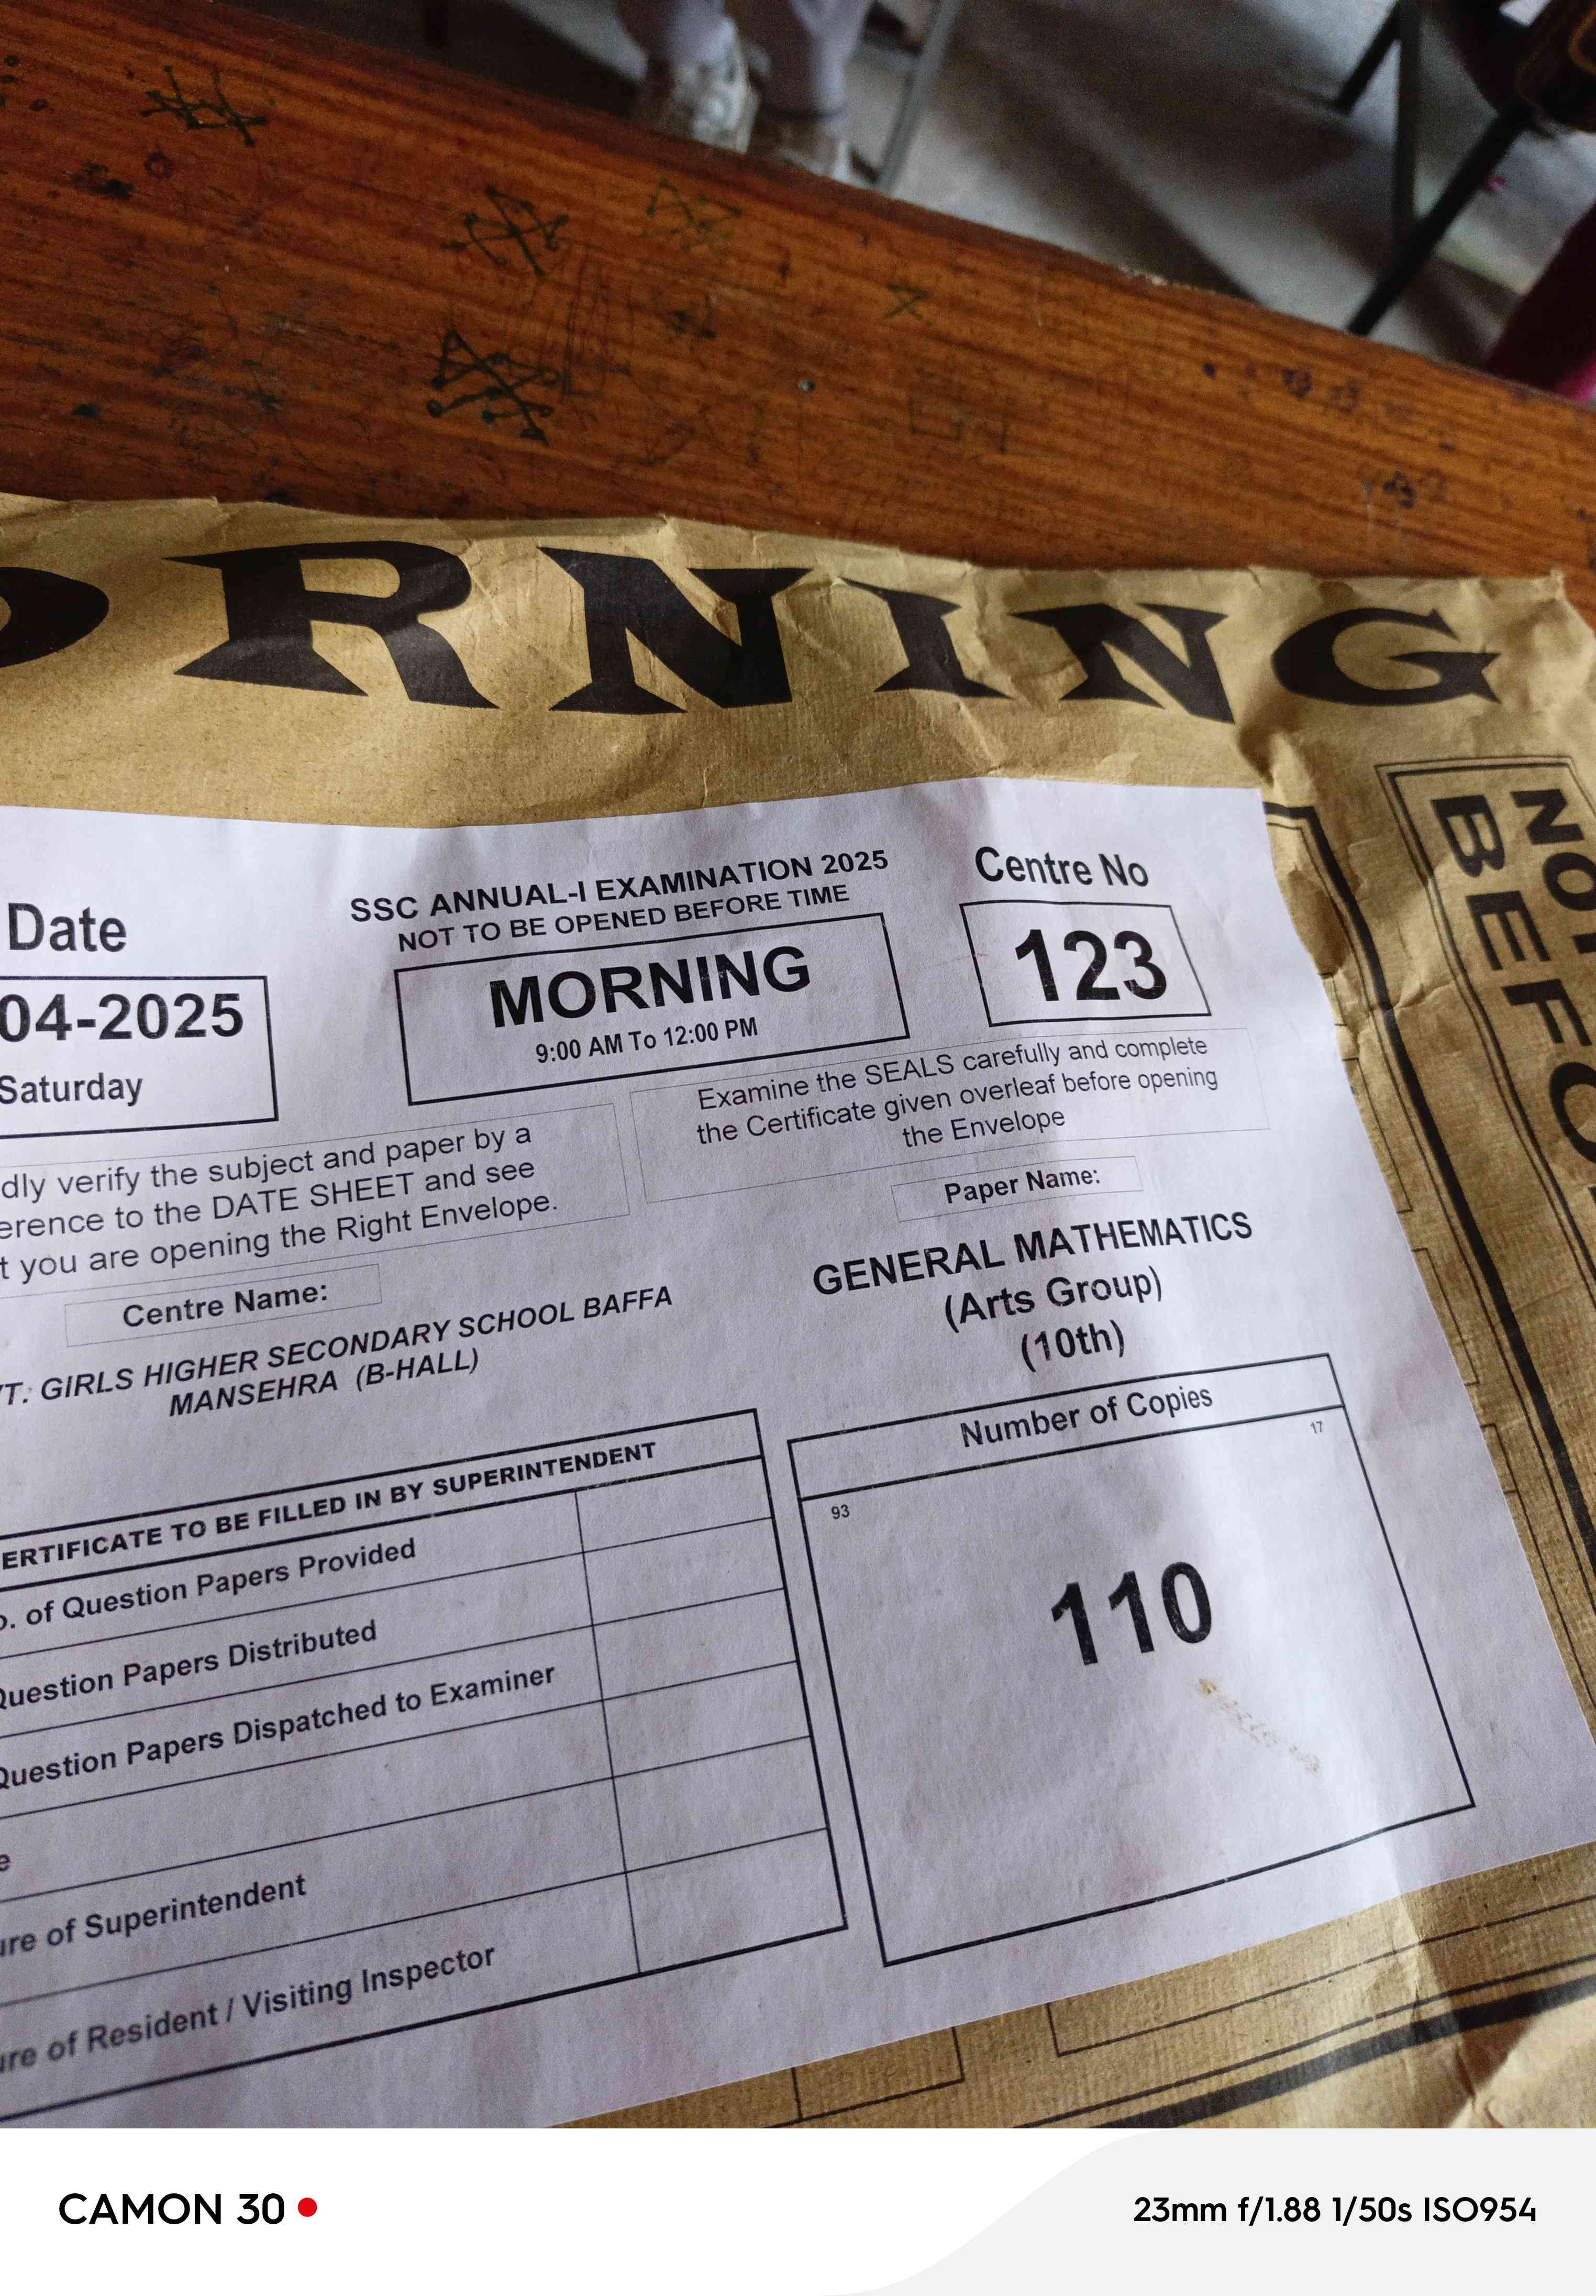 ORNING
NOT
BEFO
Date
04-2025
Saturday
SSC ANNUAL-I EXAMINATION 2025
NOT TO BE OPENED BEFORE TIME
MORNING
9:00 AM To 12:00 PM
Centre No
123
dly verify the subject and paper by a
erence to the DATE SHEET and see
t you are opening the Right Envelope.
Examine the SEALS carefully and complete
the Certificate given overleaf before opening
the Envelope
Centre Name:
T. GIRLS HIGHER SECONDARY SCHOOL BAFFA
MANSEHRA (B-HALL)
Paper Name:
GENERAL MATHEMATICS
(Arts Group)
(10th)
ERTIFICATE TO BE FILLED IN BY SUPERINTENDENT
o. of Question Papers Provided
Question Papers Distributed
Question Papers Dispatched to Examiner
e
ure of Superintendent
ure of Resident / Visiting Inspector
Number of Copies
17
93
110
CAMON 30
23mm f/1.88 1/50s ISO954